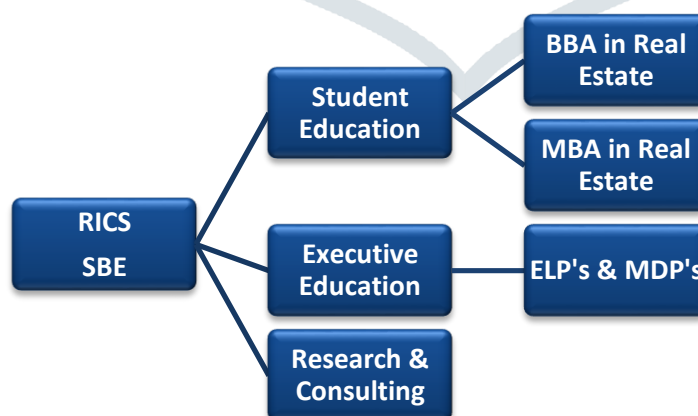 BBA in Real
Estate
Student
Education
MBA in Real
Estate
RICS
SBE
Executive
Education
ELP's & MDP's
Research &
Consulting